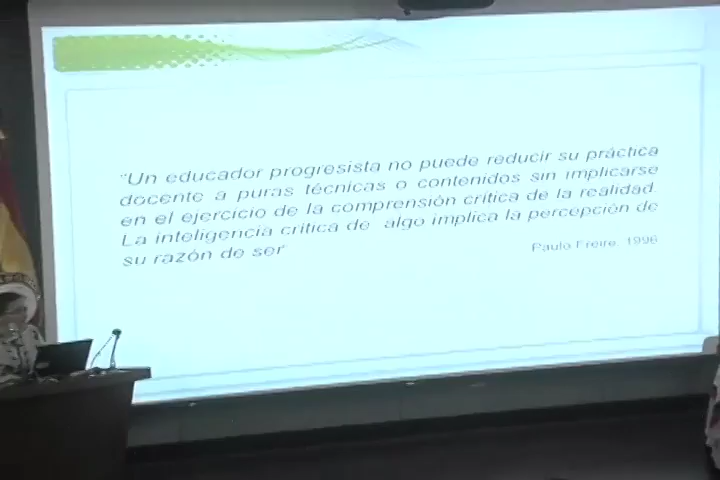 "Un educador progresista no puede reducir su práctica
docente a puras técnicas o contenidos sin implicarse
en el ejercicio de la comprensión crítica de la realidad.
La inteligencia crítica de algo implica la percepción de
su razón de ser"
Paulo Freire, 1996